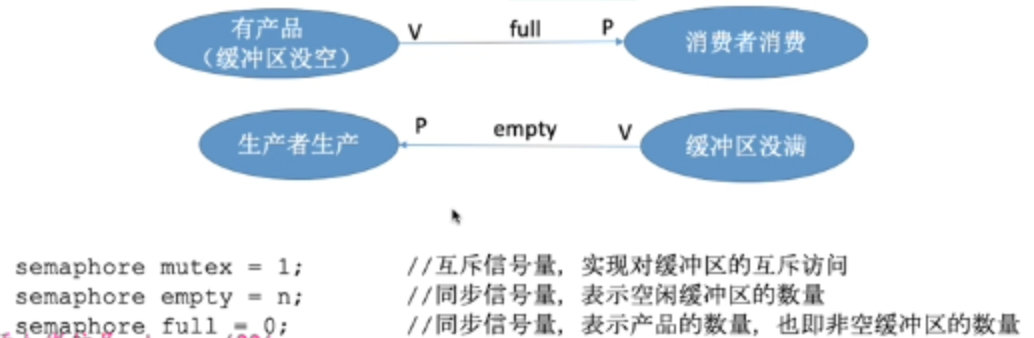 有产品
（缓冲区没空）
V
full
P
消费者消费
生产者生产
P
empty
V
缓冲区没满
semaphore mutex = 1; //互斥信号量，实现对缓冲区的互斥访问
semaphore empty = n; //同步信号量，表示空闲缓冲区的数量
semaphore full = 0; //同步信号量，表示产品的数量，也即非空缓冲区的数量